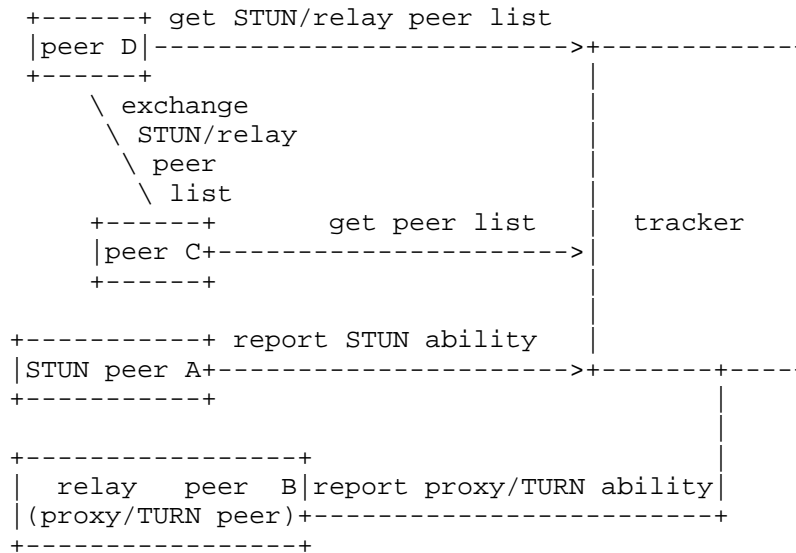 get STUN/relay peer list
peer D
exchange
STUN/relay
peer
list
get peer list tracker
peer C
report STUN ability
STUN peer A
relay peer B report proxy/TURN ability
(proxy/TURN peer)